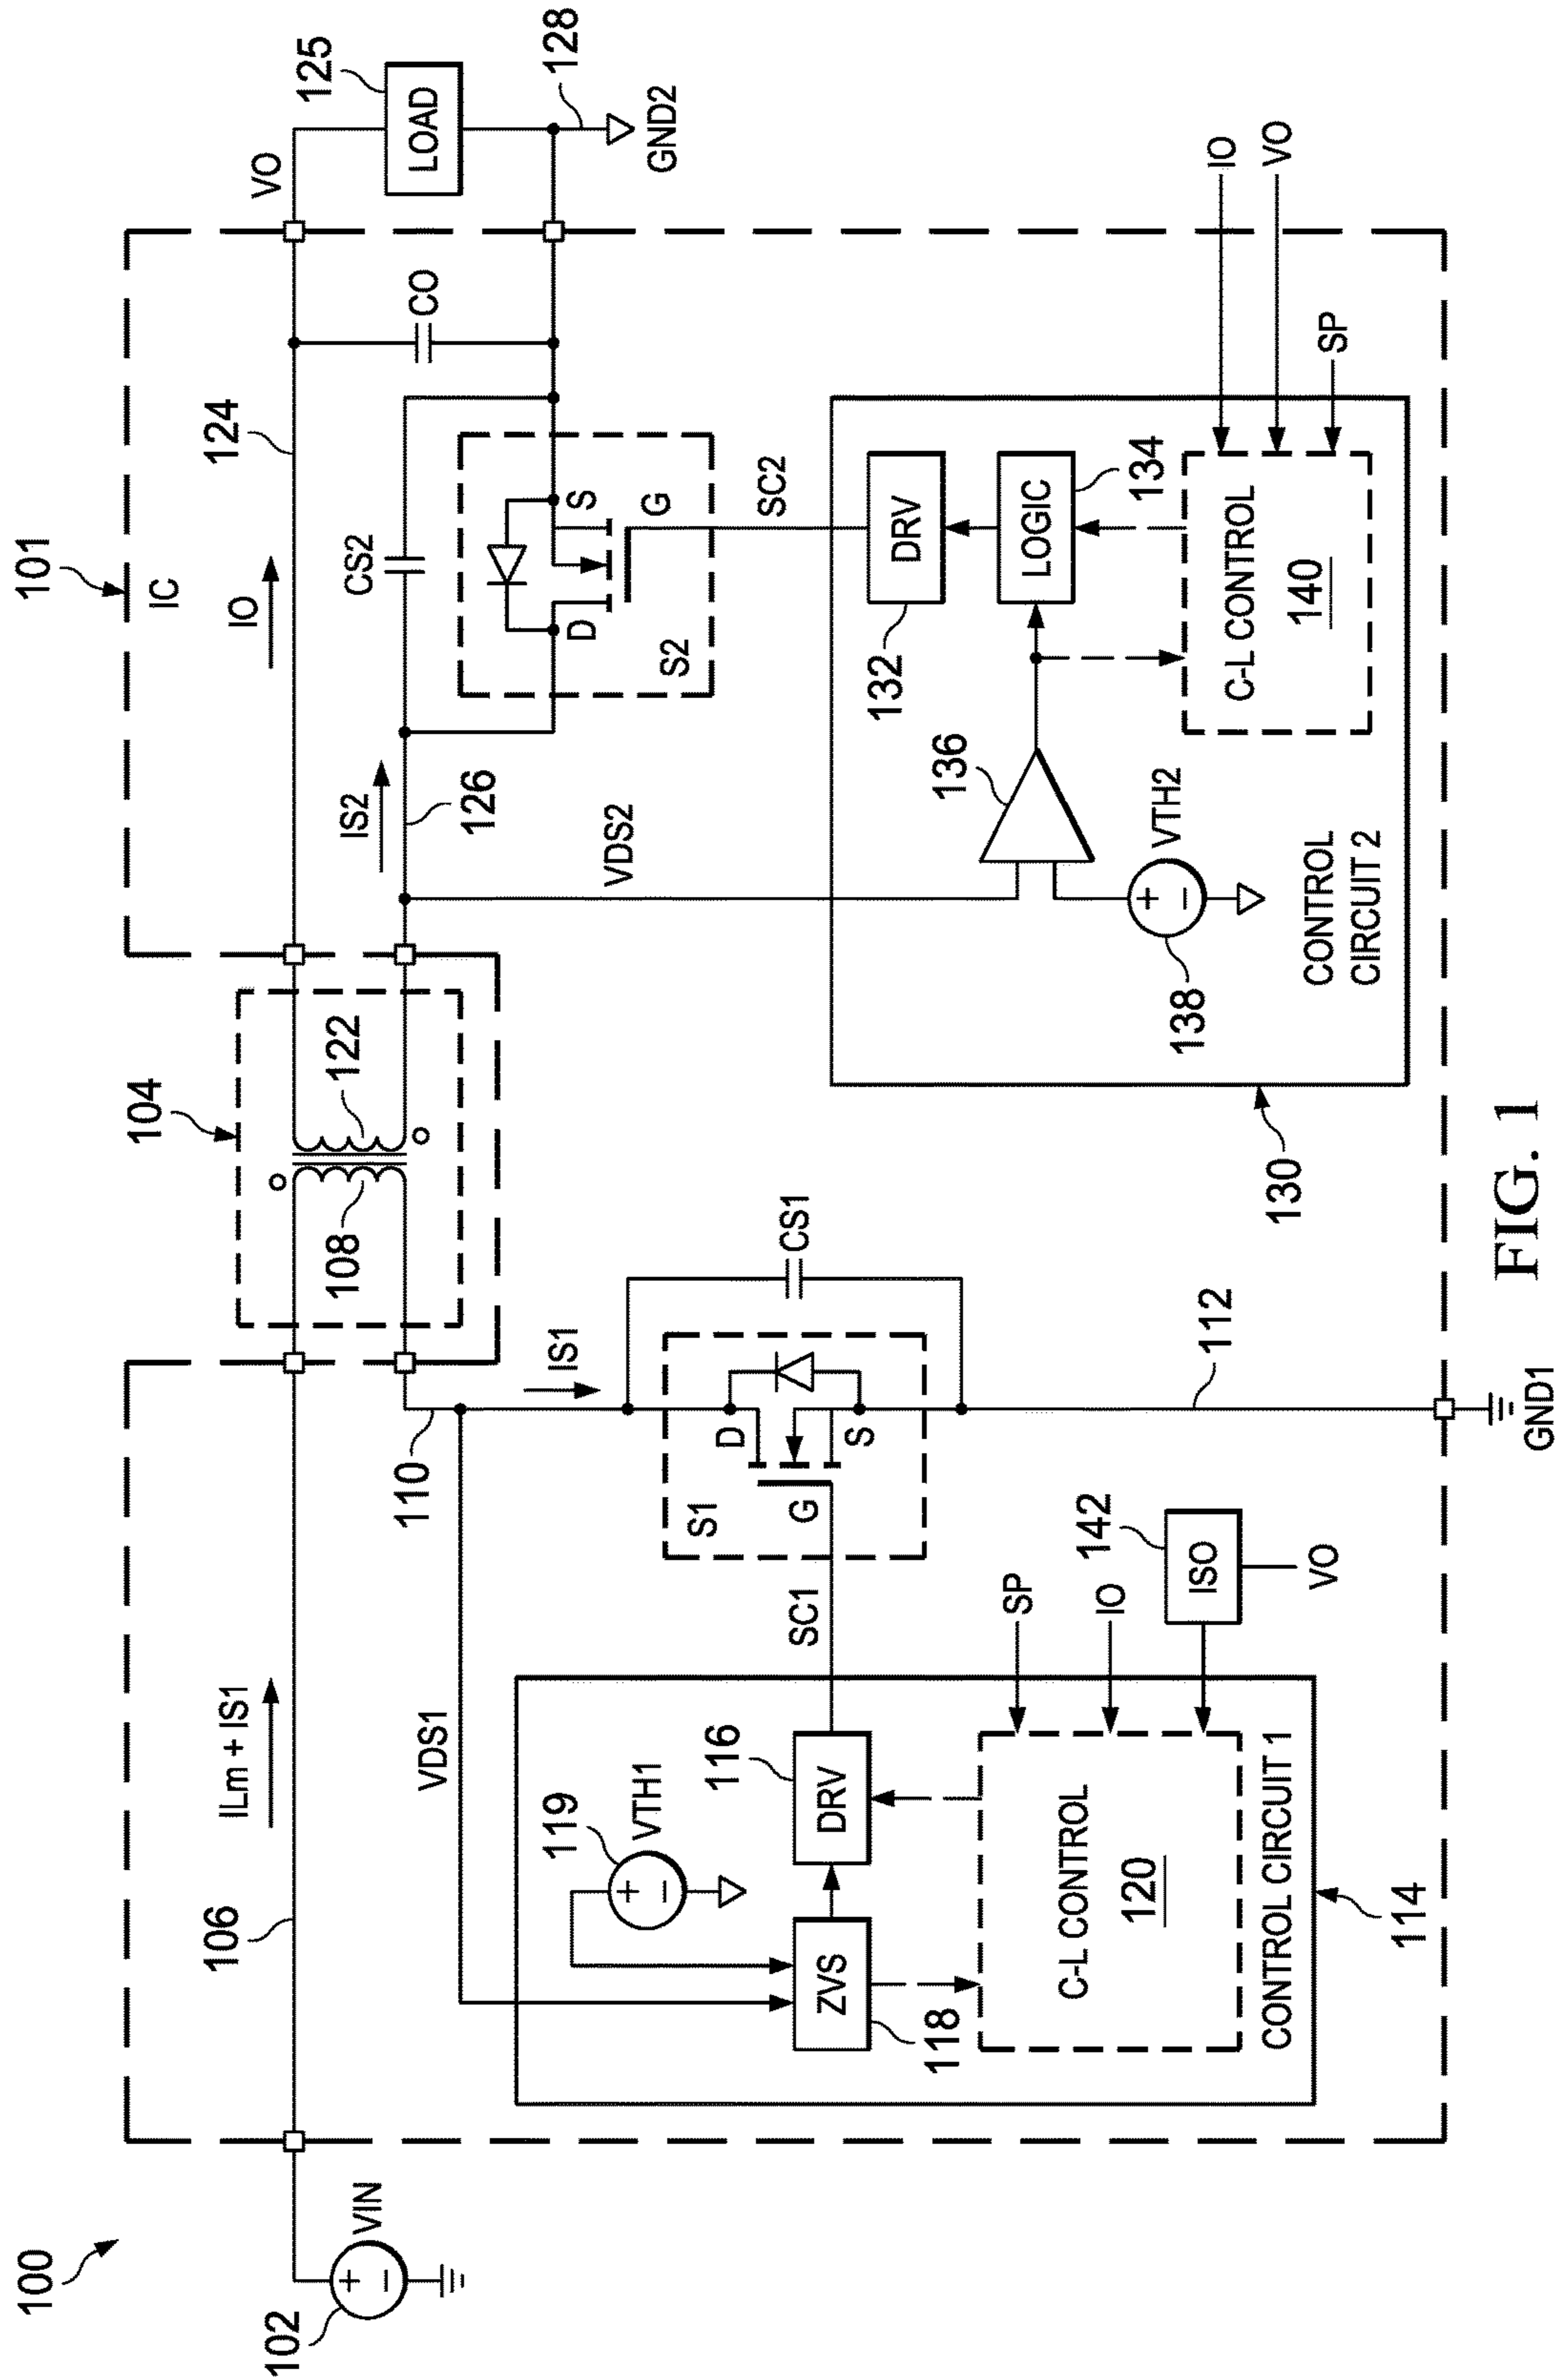 100
102
+
−
VIN
106
ILm + IS1
104
108
122
101
IC
IO
124
VO
125
LOAD
128
GND2
CO
CS2
IS2
126
D
S
G
S2
VDS2
SC2
110
IS1
VDS1
S1
D
G
S
CS1
SC1
112
GND1
119
+
−
VTH1
116
DRV
ZVS
118
C-L CONTROL
120
CONTROL CIRCUIT 1
114
SP
IO
142
ISO
VO
132
DRV
134
LOGIC
136
VTH2
+
−
138
C-L CONTROL
140
IO
VO
SP
CONTROL
CIRCUIT 2
130
FIG. 1